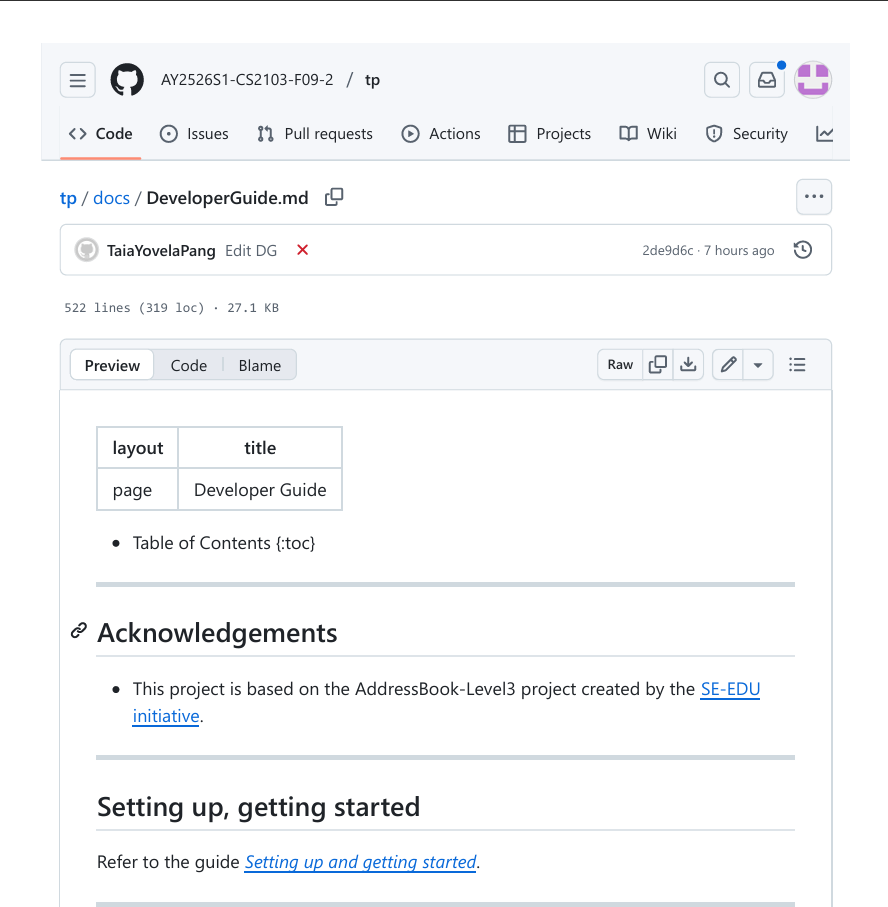 AY2526S1-CS2103-F09-2 / tp
Code Issues Pull requests Actions Projects Wiki Security
tp / docs / DeveloperGuide.md
TaiaYovelaPang Edit DG 2de9d6c · 7 hours ago
522 lines (319 loc) · 27.1 KB
Preview Code Blame Raw
layout title
page Developer Guide
Table of Contents {:toc}
Acknowledgements
This project is based on the AddressBook-Level3 project created by the SE-EDU
initiative.
Setting up, getting started
Refer to the guide Setting up and getting started.